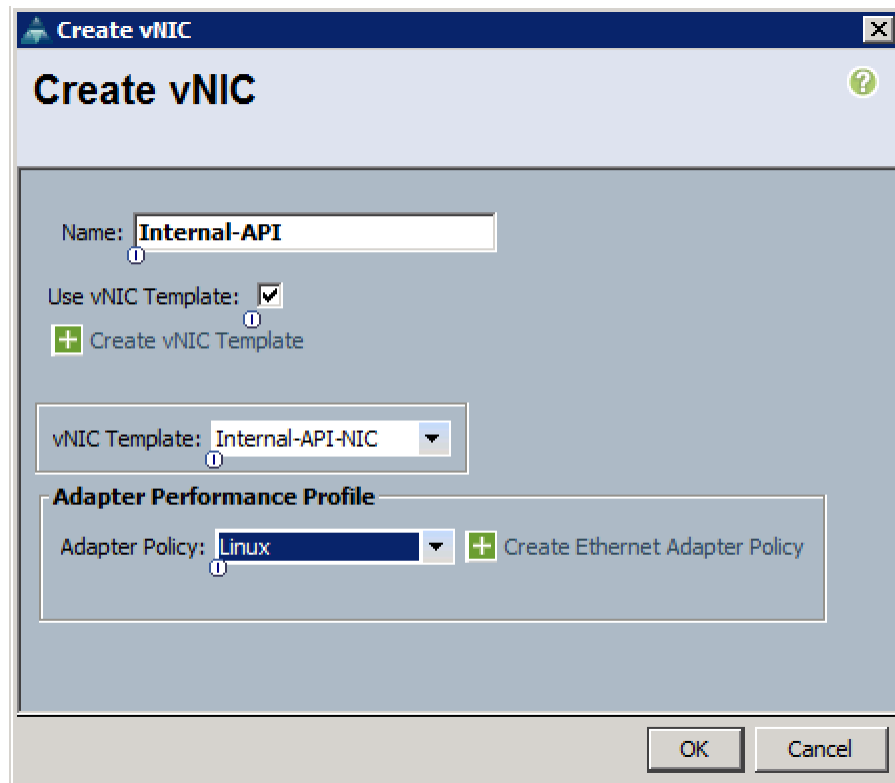 Create vNIC
Create vNIC
Name: Internal-API
Use vNIC Template:
Create vNIC Template
vNIC Template: Internal-API-NIC
Adapter Performance Profile
Adapter Policy: Linux Create Ethernet Adapter Policy
OK Cancel